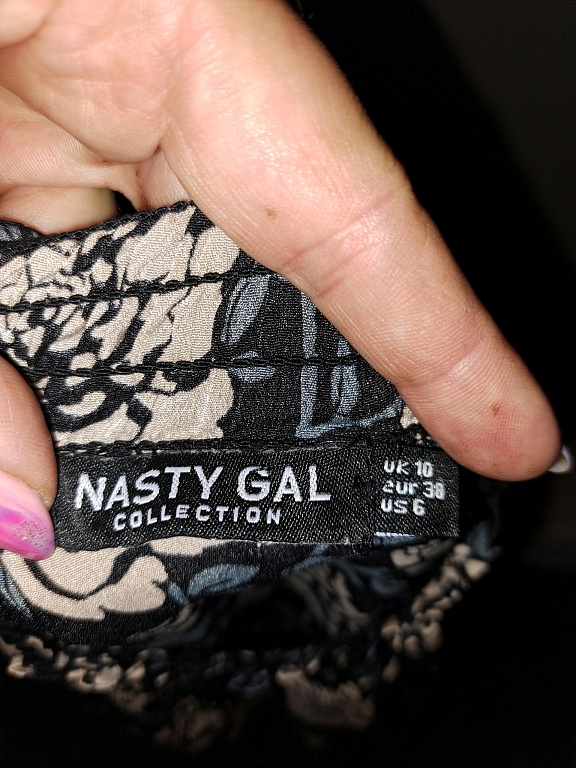 NASTY GAL
COLLECTION
UK 10
EUR 38
US 6